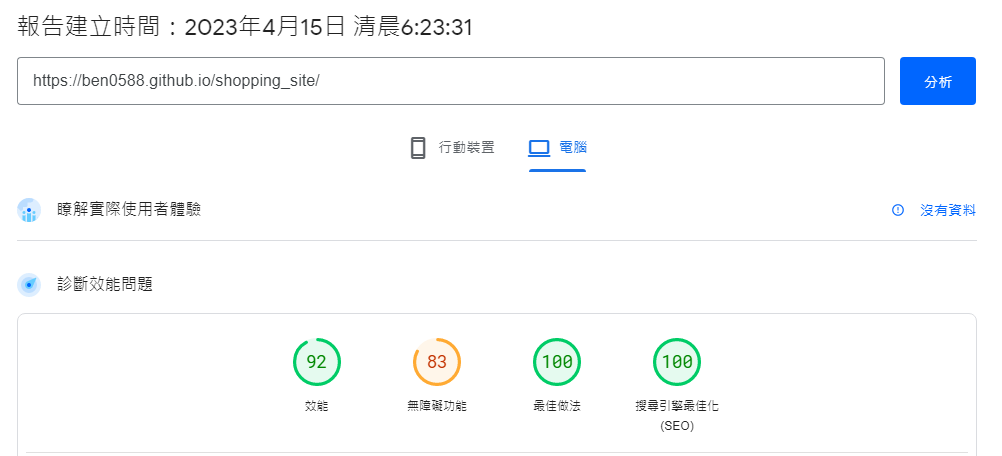 報告建立時間：2023年4月15日 清晨6:23:31
https://ben0588.github.io/shopping_site/
分析
行動裝置
電腦
瞭解實際使用者體驗
沒有資料
診斷效能問題
92
83
100
100
效能
無障礙功能
最佳做法
搜尋引擎最佳化
(SEO)